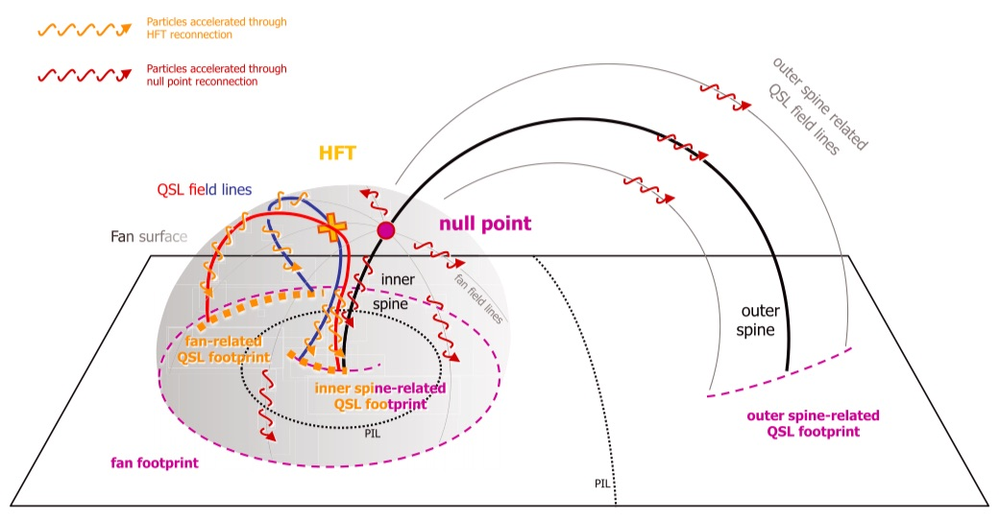 Particles accelerated through
HFT reconnection
Particles accelerated through
null point reconnection
outer spine related
QSL field lines
HFT
QSL field lines
null point
Fan surface
inner
spine
fan field lines
outer
spine
fan-related
QSL footprint
inner spine-related
QSL footprint
outer spine-related
QSL footprint
PIL
fan footprint
PIL